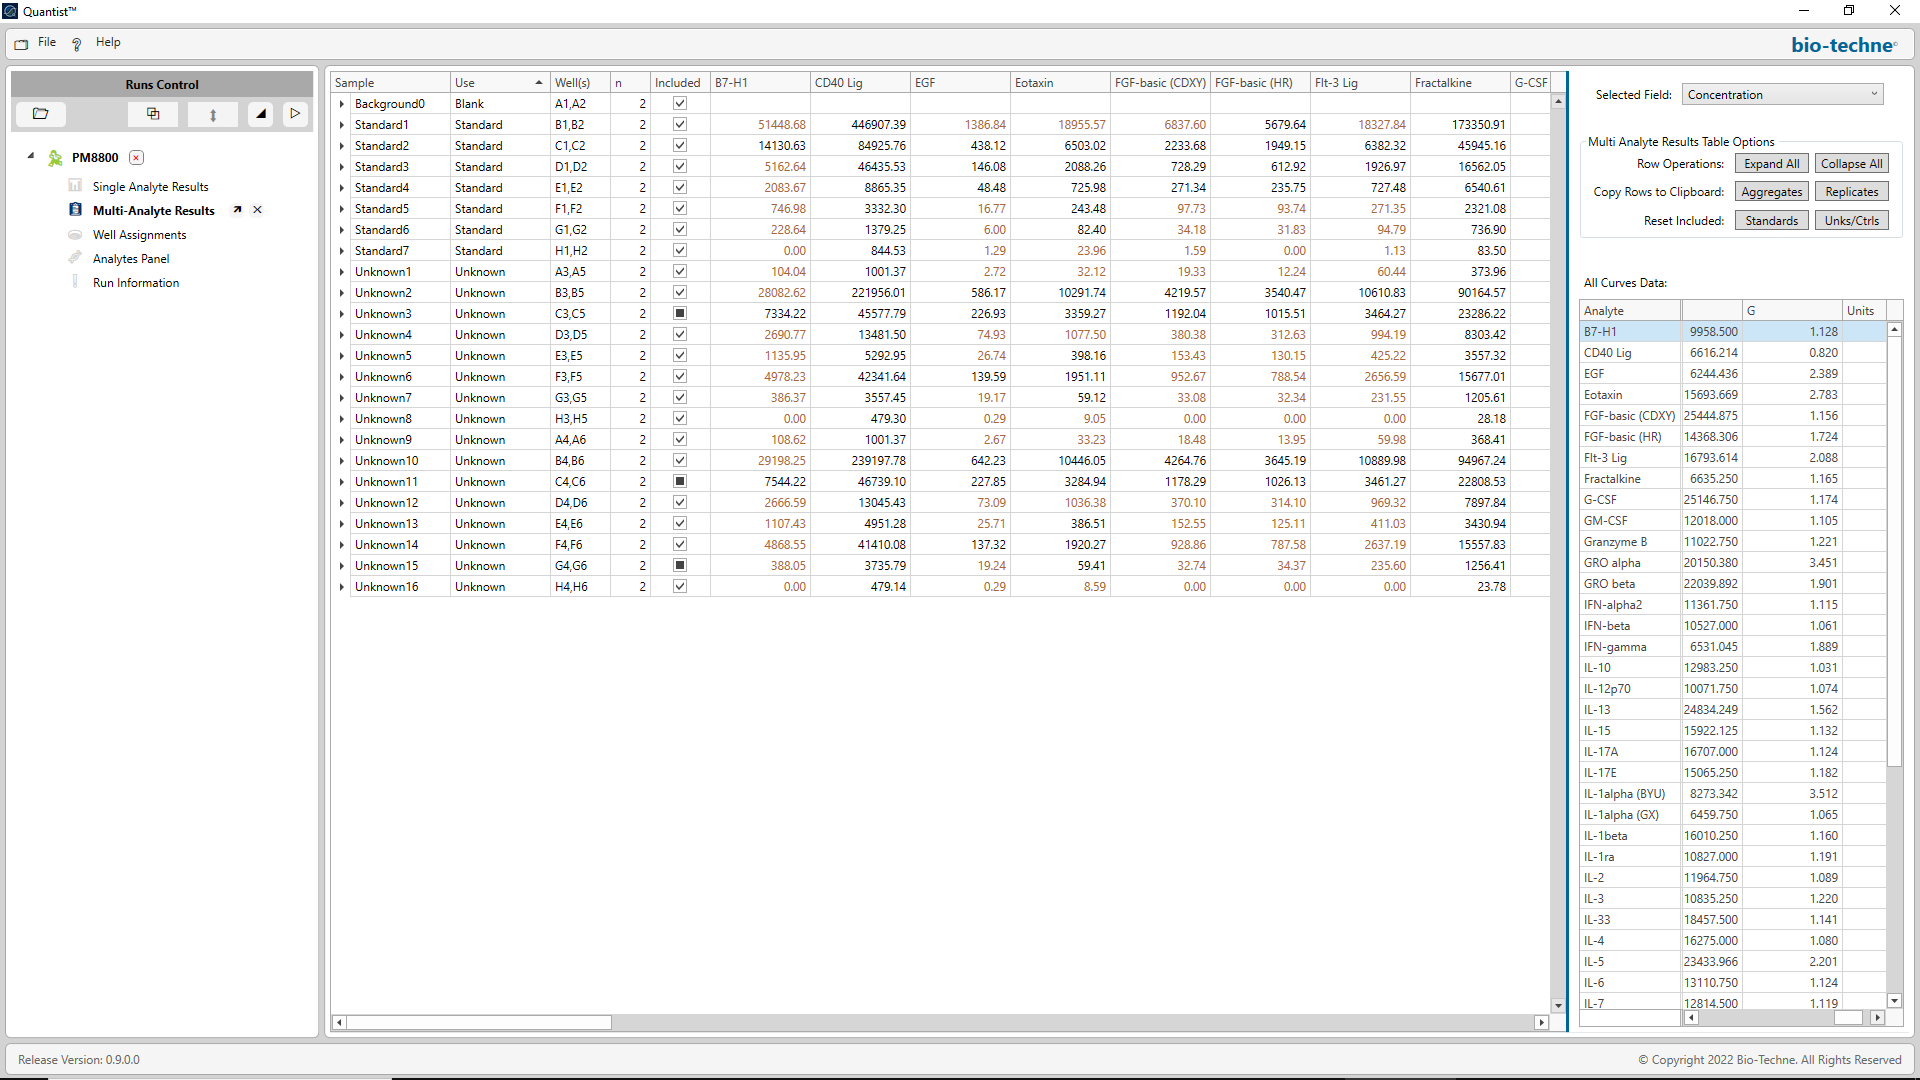 Quantist™
File Help
bio-techne
Runs Control
PM8800
Single Analyte Results
Multi-Analyte Results
Well Assignments
Analytes Panel
Run Information
Sample Use Well(s) n Included B7-H1 CD40 Lig EGF Eotaxin FGF-basic (CDXY) FGF-basic (HR) Flt-3 Lig Fractalkine G-CSF
Background0 Blank A1,A2 2
Standard1 Standard B1,B2 2 51448.68 446907.39 1386.84 18955.57 6837.60 5679.64 18327.84 173350.91
Standard2 Standard C1,C2 2 14130.63 84925.76 438.12 6503.02 2233.68 1949.15 6382.32 45945.16
Standard3 Standard D1,D2 2 5162.64 46435.53 146.08 2088.26 728.29 612.92 1926.97 16562.05
Standard4 Standard E1,E2 2 2083.67 8865.35 48.48 725.98 271.34 235.75 727.48 6540.61
Standard5 Standard F1,F2 2 746.98 3332.30 16.77 243.48 97.73 93.74 271.35 2321.08
Standard6 Standard G1,G2 2 228.64 1379.25 6.00 82.40 34.18 31.83 94.79 736.90
Standard7 Standard H1,H2 2 0.00 844.53 1.29 23.96 1.59 0.00 1.13 83.50
Unknown1 Unknown A3,A5 2 104.04 1001.37 2.72 32.12 19.33 12.24 60.44 373.96
Unknown2 Unknown B3,B5 2 28082.62 221956.01 586.17 10291.74 4219.57 3540.47 10610.83 90164.57
Unknown3 Unknown C3,C5 2 7334.22 45577.79 226.93 3359.27 1192.04 1015.51 3464.27 23286.22
Unknown4 Unknown D3,D5 2 2690.77 13481.50 74.93 1077.50 380.38 312.63 994.19 8303.42
Unknown5 Unknown E3,E5 2 1135.95 5292.95 26.74 398.16 153.43 130.15 425.22 3557.32
Unknown6 Unknown F3,F5 2 4978.23 42341.64 139.59 1951.11 952.67 788.54 2656.59 15677.01
Unknown7 Unknown G3,G5 2 386.37 3557.45 19.17 59.12 33.08 32.34 231.55 1205.61
Unknown8 Unknown H3,H5 2 0.00 479.30 0.29 9.05 0.00 0.00 0.00 28.18
Unknown9 Unknown A4,A6 2 108.62 1001.37 2.67 33.23 18.48 13.95 59.98 368.41
Unknown10 Unknown B4,B6 2 29198.25 239197.78 642.23 10446.05 4264.76 3645.19 10889.98 94967.24
Unknown11 Unknown C4,C6 2 7544.22 46739.10 227.85 3284.94 1178.29 1026.13 3461.27 22808.53
Unknown12 Unknown D4,D6 2 2666.59 13045.43 73.09 1036.38 370.10 314.10 969.32 7897.84
Unknown13 Unknown E4,E6 2 1107.43 4951.28 25.71 386.51 152.55 125.11 411.03 3430.94
Unknown14 Unknown F4,F6 2 4868.55 41410.08 137.32 1920.27 928.86 787.58 2637.19 15557.83
Unknown15 Unknown G4,G6 2 388.05 3735.79 19.24 59.41 32.74 34.37 235.60 1256.41
Unknown16 Unknown H4,H6 2 0.00 479.14 0.29 8.59 0.00 0.00 0.00 23.78
Selected Field: Concentration
Multi Analyte Results Table Options
Row Operations: Expand All Collapse All
Copy Rows to Clipboard: Aggregates Replicates
Reset Included: Standards Unks/Ctrls
All Curves Data:
Analyte G Units
B7-H1 9958.500 1.128
CD40 Lig 6616.214 0.820
EGF 6244.436 2.389
Eotaxin 15693.669 2.783
FGF-basic (CDXY) 25444.875 1.156
FGF-basic (HR) 14368.306 1.724
Flt-3 Lig 16793.614 2.088
Fractalkine 6635.250 1.165
G-CSF 25146.750 1.174
GM-CSF 12018.000 1.105
Granzyme B 11022.750 1.221
GRO alpha 20150.380 3.451
GRO beta 22039.892 1.901
IFN-alpha2 11361.750 1.115
IFN-beta 10527.000 1.061
IFN-gamma 6531.045 1.889
IL-10 12983.250 1.031
IL-12p70 10071.750 1.074
IL-13 24834.249 1.562
IL-15 15922.125 1.132
IL-17A 16707.000 1.124
IL-17E 15065.250 1.182
IL-1alpha (BYU) 8273.342 3.512
IL-1alpha (GX) 6459.750 1.065
IL-1beta 16010.250 1.160
IL-1ra 10827.000 1.191
IL-2 11964.750 1.089
IL-3 10835.250 1.220
IL-33 18457.500 1.141
IL-4 16275.000 1.080
IL-5 23433.966 2.201
IL-6 13110.750 1.124
IL-7 12814.500 1.119
Release Version: 0.9.0.0
© Copyright 2022 Bio-Techne. All Rights Reserved